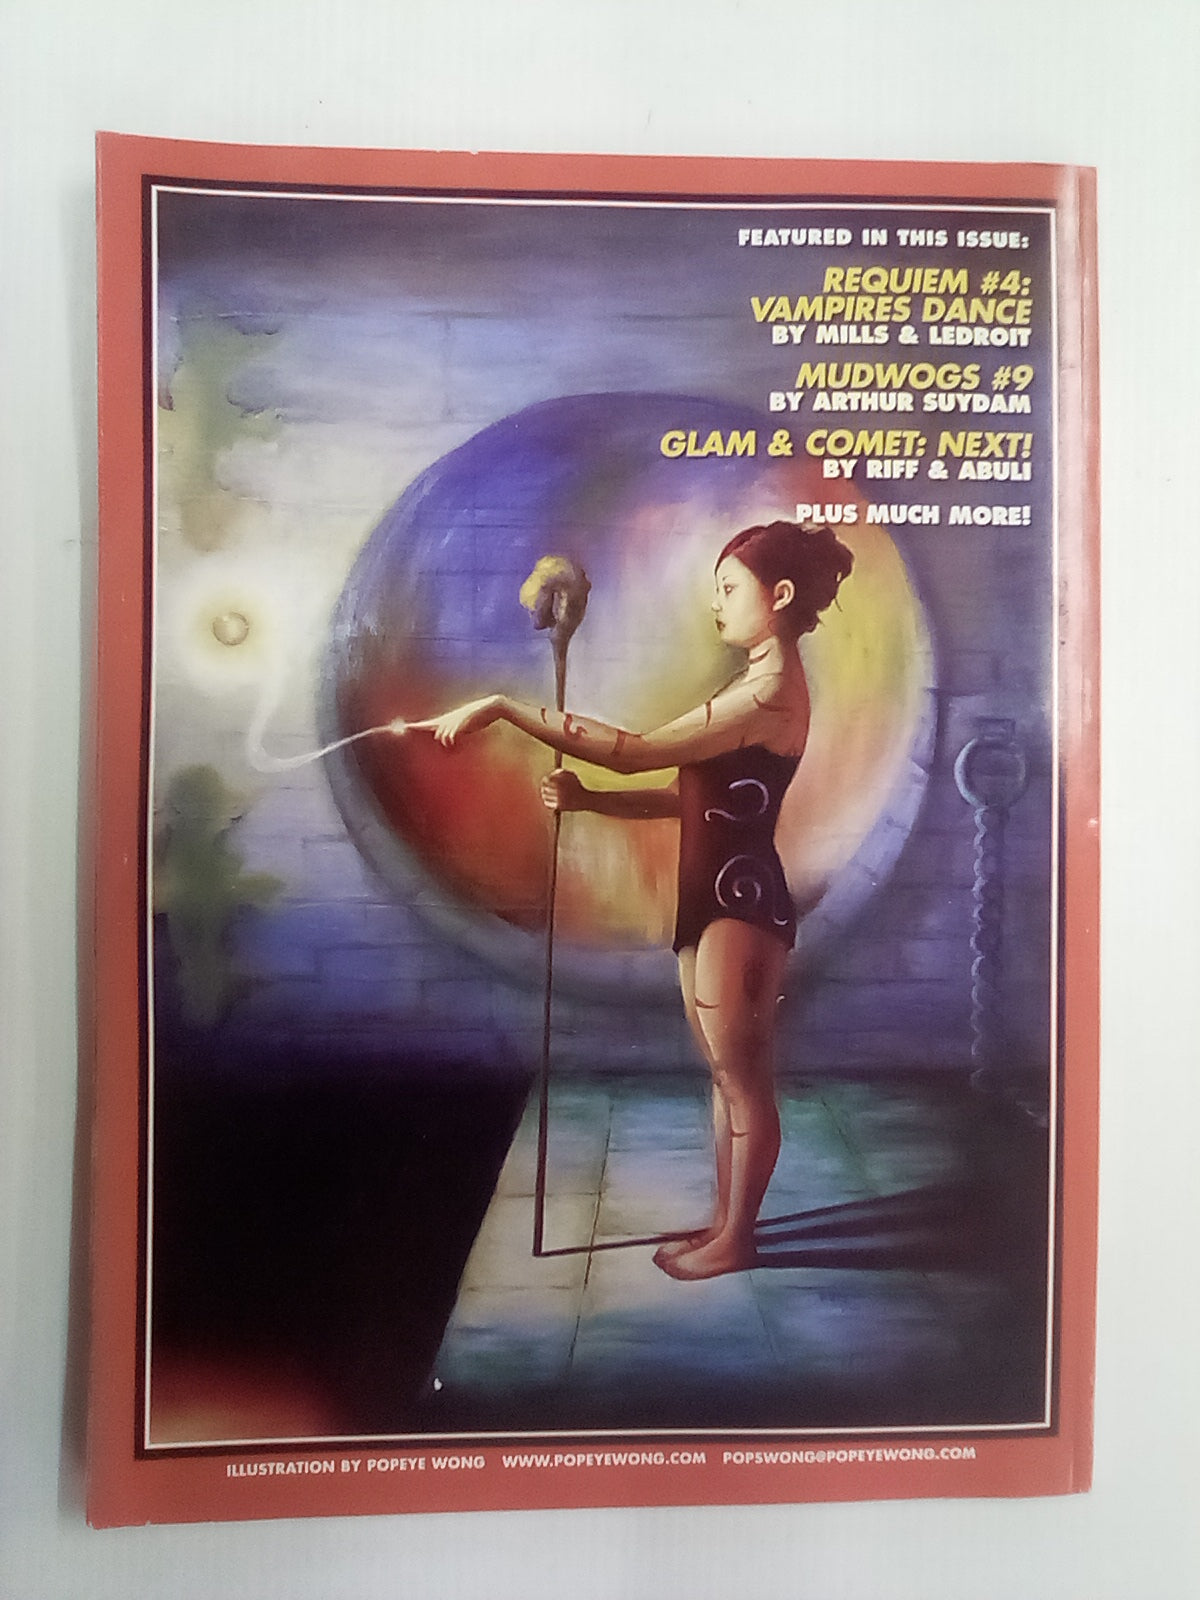 FEATURED IN THIS ISSUE:
REQUIEM #4:
VAMPIRES DANCE
BY MILLS & LEDROIT
MUDWOGS #9
BY ARTHUR SUYDAM
GLAM & COMET: NEXT!
BY RIFF & ABULI
PLUS MUCH MORE!
ILLUSTRATION BY POPEYE WONG WWW.POPEYEWONG.COM POPSWONG@POPEYEWONG.COM